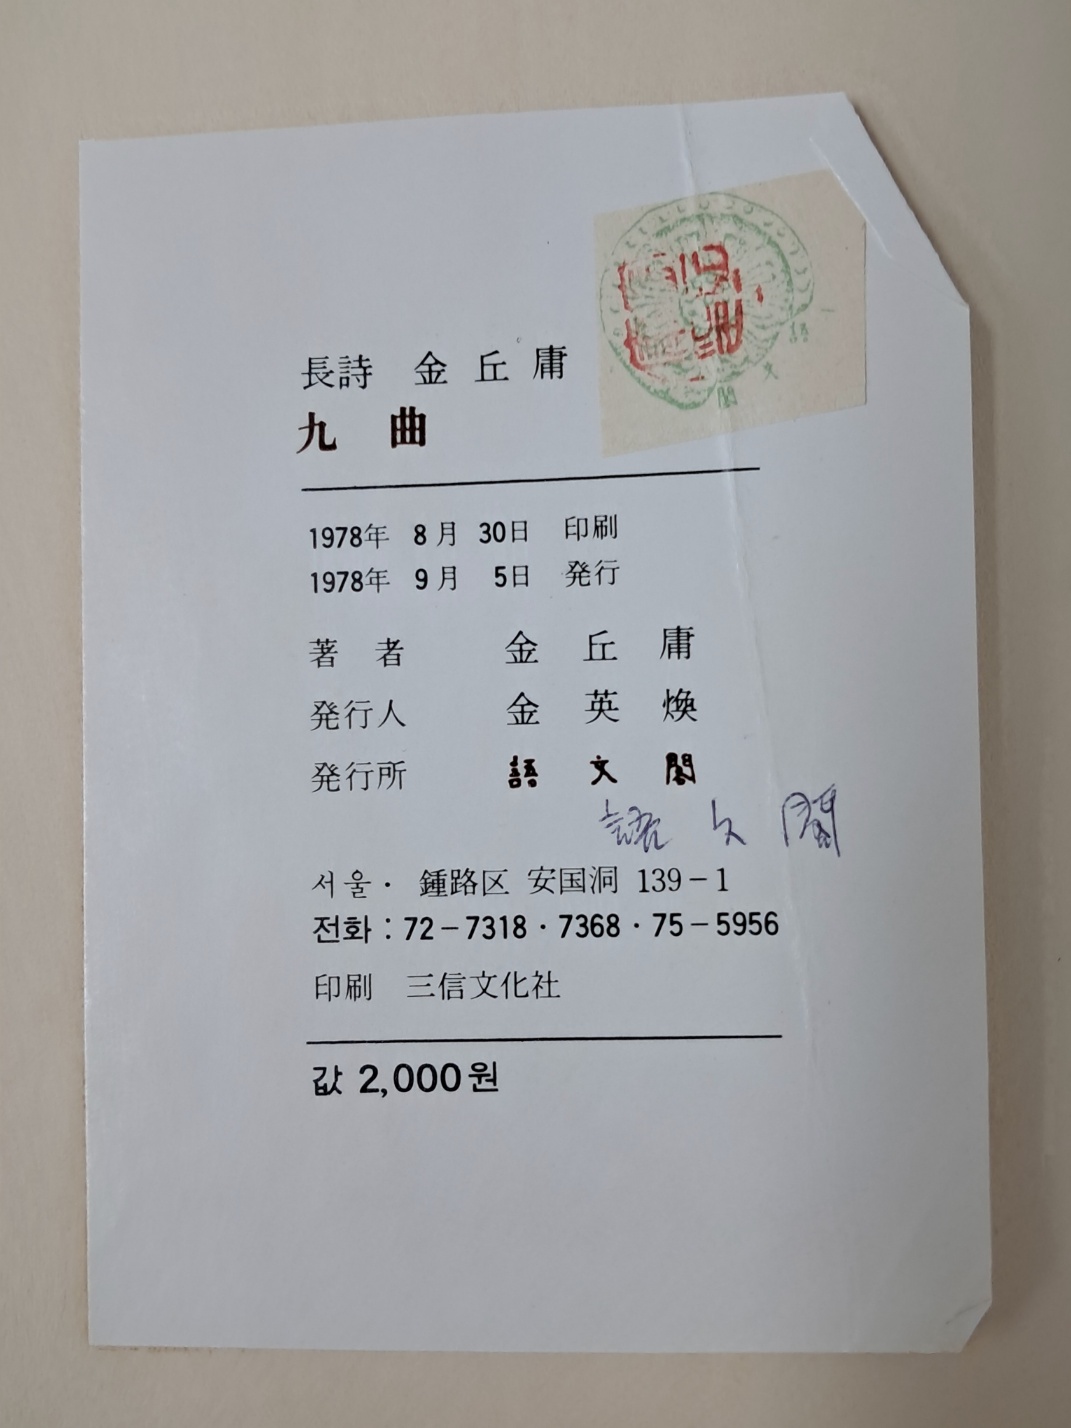 長詩 金丘庸
九曲
語
文
閣
1978年 8月 30日 印刷
1978年 9月 5日 発行
著者 金丘庸
発行人 金英煥
発行所 語文閣
語文閣
서울· 鍾路区 安国洞 139-1
전화 : 72-7318·7368·75-5956
印刷 三信文化社
값 2,000원